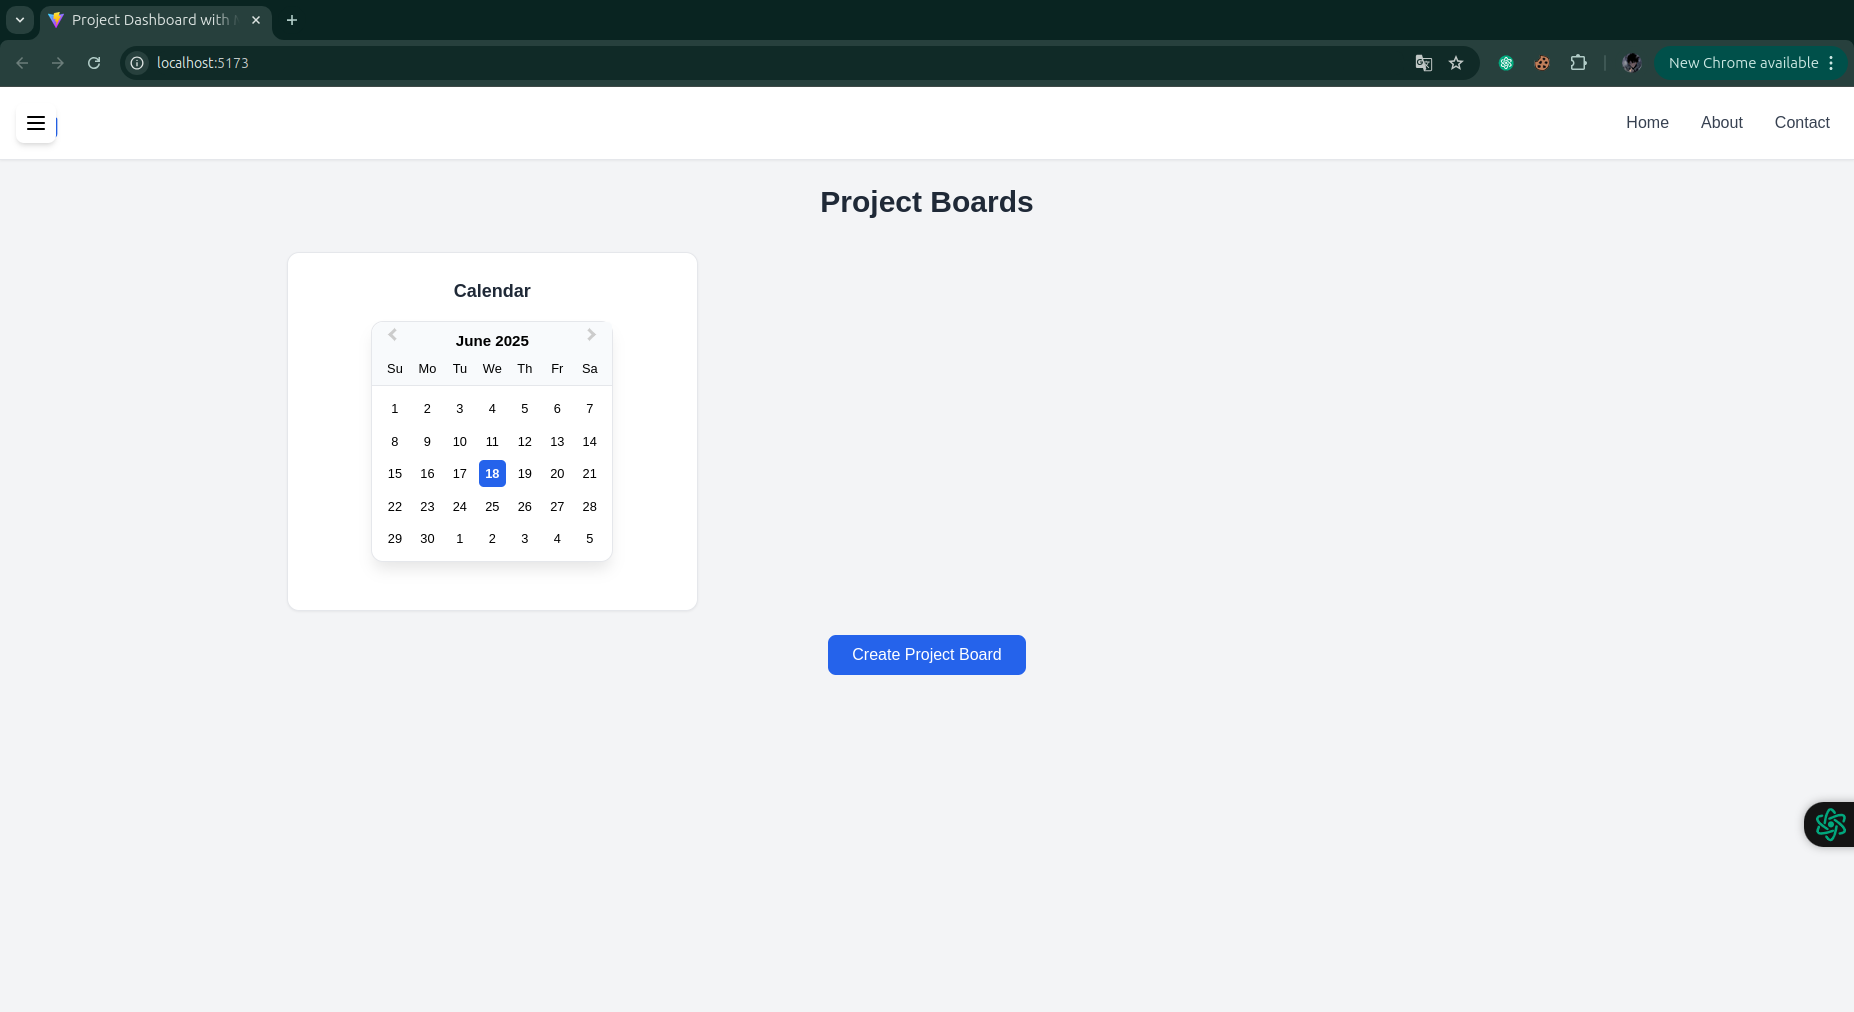 Project Dashboard with
localhost:5173
New Chrome available
Home About Contact
Project Boards
Calendar
June 2025
Su Mo Tu We Th Fr Sa
1 2 3 4 5 6 7
8 9 10 11 12 13 14
15 16 17 18 19 20 21
22 23 24 25 26 27 28
29 30 1 2 3 4 5
Create Project Board